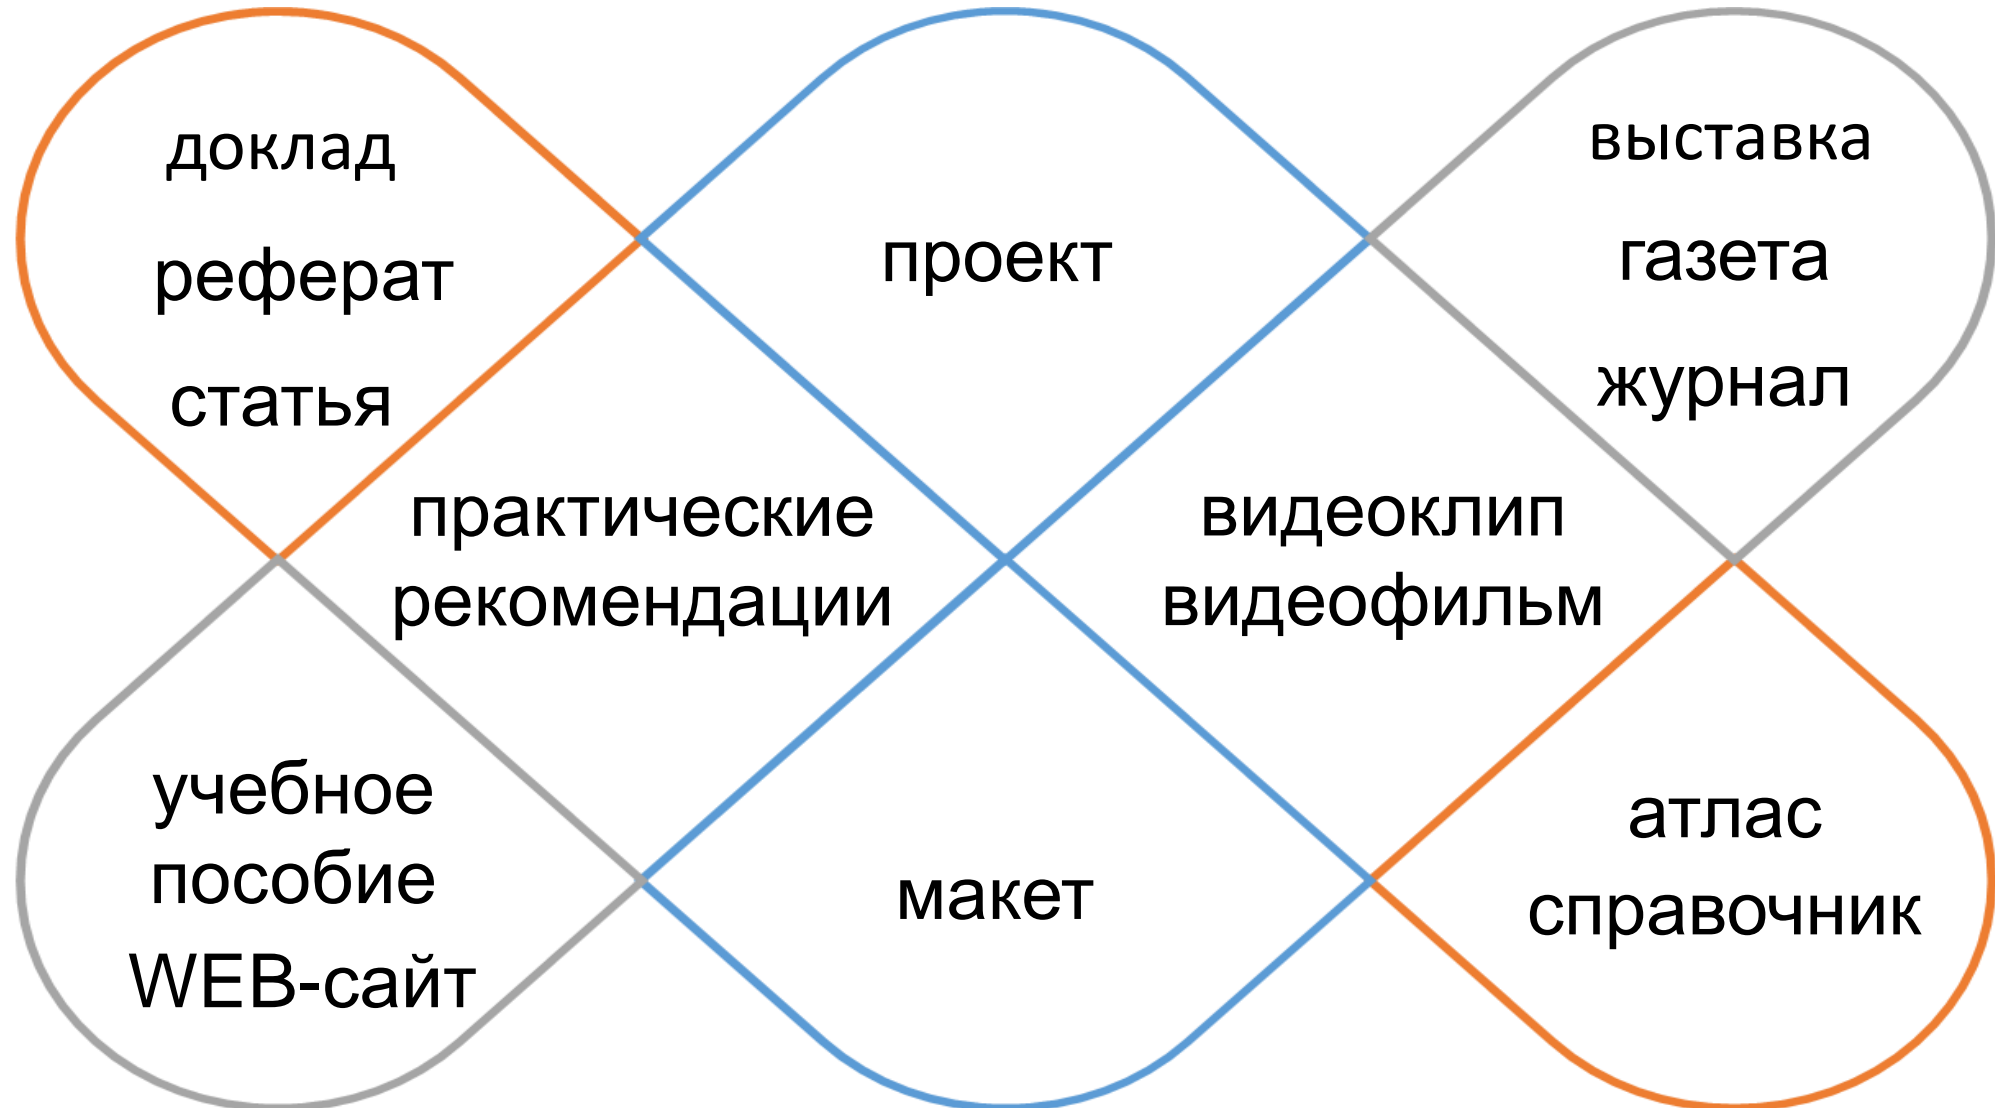 доклад
реферат
статья
проект
выставка
газета
журнал
практические
рекомендации
видеоклип
видеофильм
учебное
пособие
WEB-сайт
макет
атлас
справочник